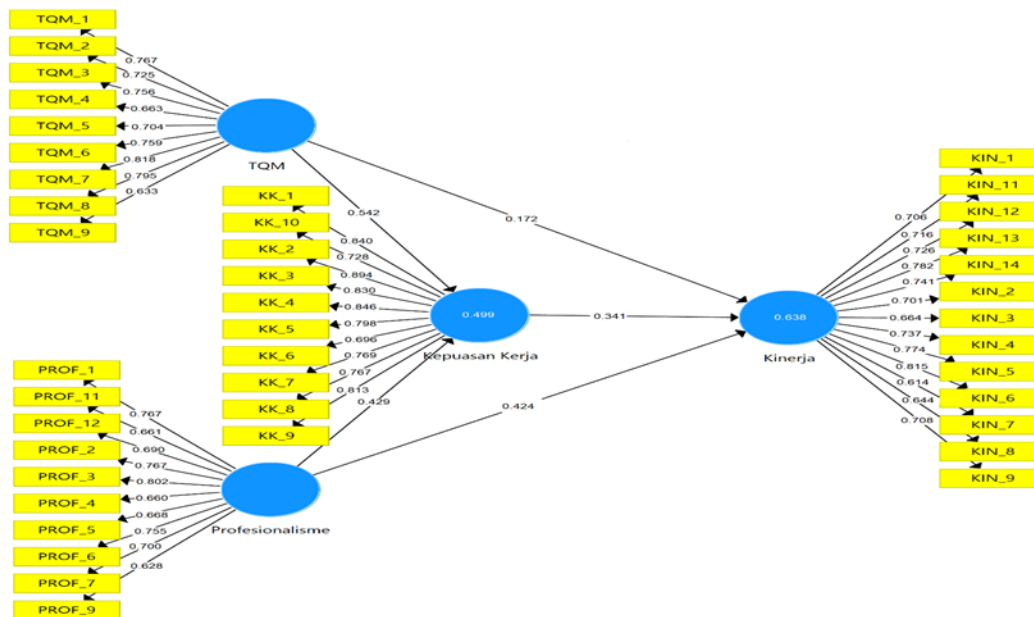 TQM_1
TQM_2
TQM_3
TQM_4
TQM_5
TQM_6
TQM_7
TQM_8
TQM_9
0.767
0.725
0.756
0.663
0.704
0.759
0.818
0.795
0.633
TQM
KK_1
KK_10
KK_2
KK_3
KK_4
KK_5
KK_6
KK_7
KK_8
KK_9
0.542
0.840
0.728
0.894
0.830
0.846
0.798
0.696
0.769
0.767
0.813
0.429
0.499
Kepuasan Kerja
0.172
0.341
0.424
PROF_1
PROF_11
PROF_12
PROF_2
PROF_3
PROF_4
PROF_5
PROF_6
PROF_7
PROF_9
0.767
0.661
0.690
0.767
0.802
0.660
0.668
0.755
0.700
0.628
Profesionalisme
0.638
Kinerja
0.706
0.716
0.726
0.782
0.741
0.701
0.664
0.737
0.774
0.815
0.614
0.644
0.708
KIN_1
KIN_11
KIN_12
KIN_13
KIN_14
KIN_2
KIN_3
KIN_4
KIN_5
KIN_6
KIN_7
KIN_8
KIN_9